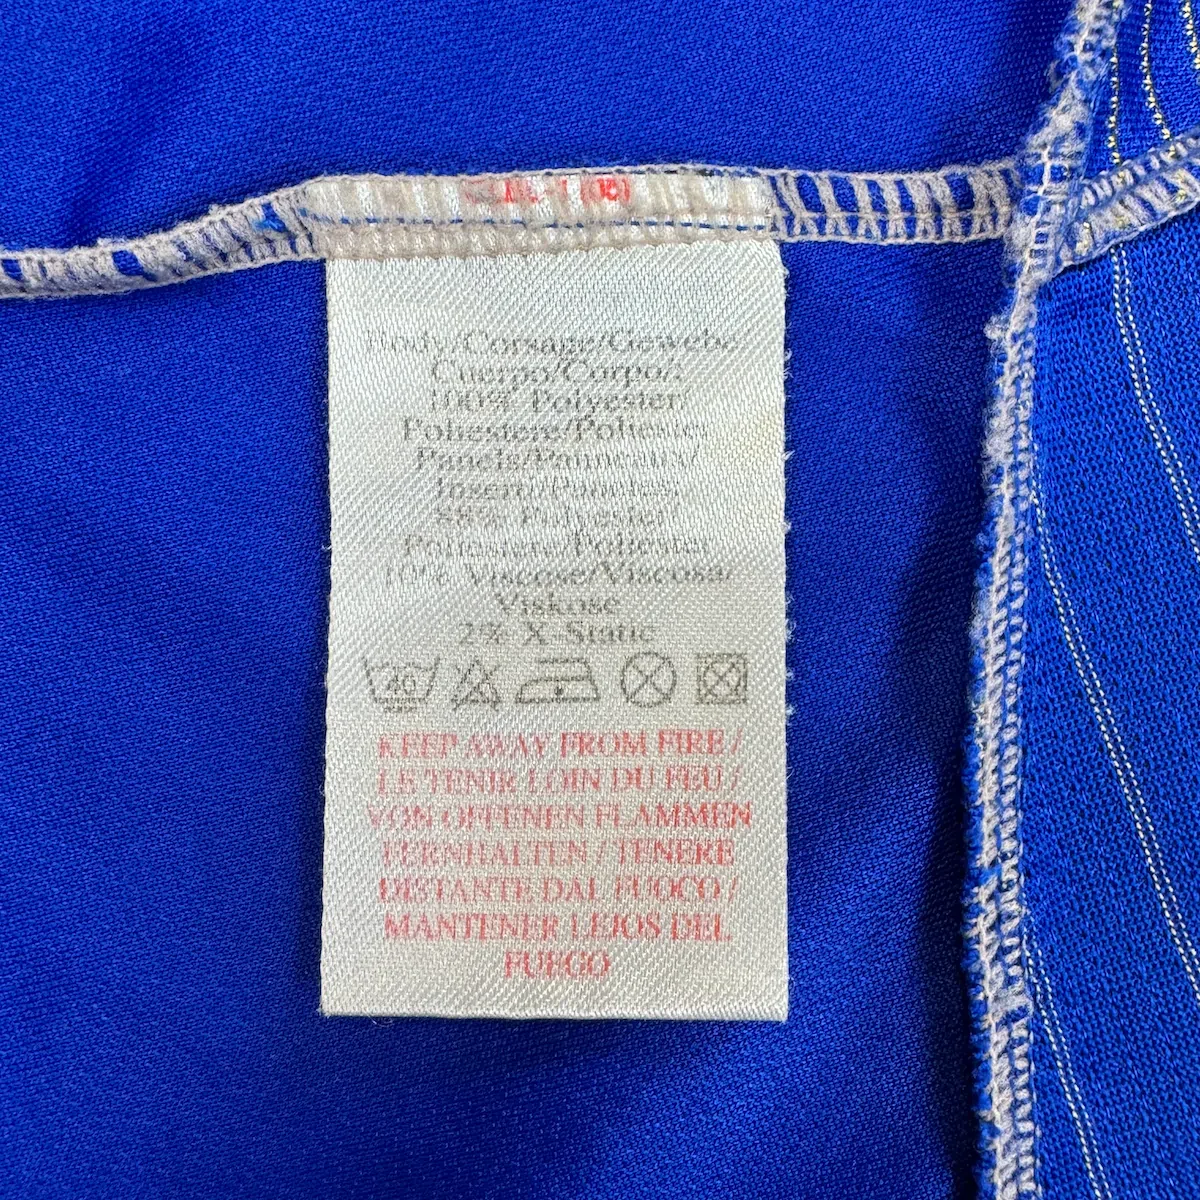 Body/Corsage/Gewebe
Cuerpo/Corpo/:
100% Polyester/
Poliestere/Poliester
Panels/Panneaux/
Inserti/Panoles/
88% Polyester/
Poliestere/Poliester
10% Viscose/Viscosa/
Viskose
2% X-Static
40
KEEP AWAY FROM FIRE /
LE TENIR LOIN DU FEU /
VON OFFENEN FLAMMEN
FERNHALTEN / TENERE
DISTANTE DAL FUOCO /
MANTENER LEJOS DEL
FUEGO